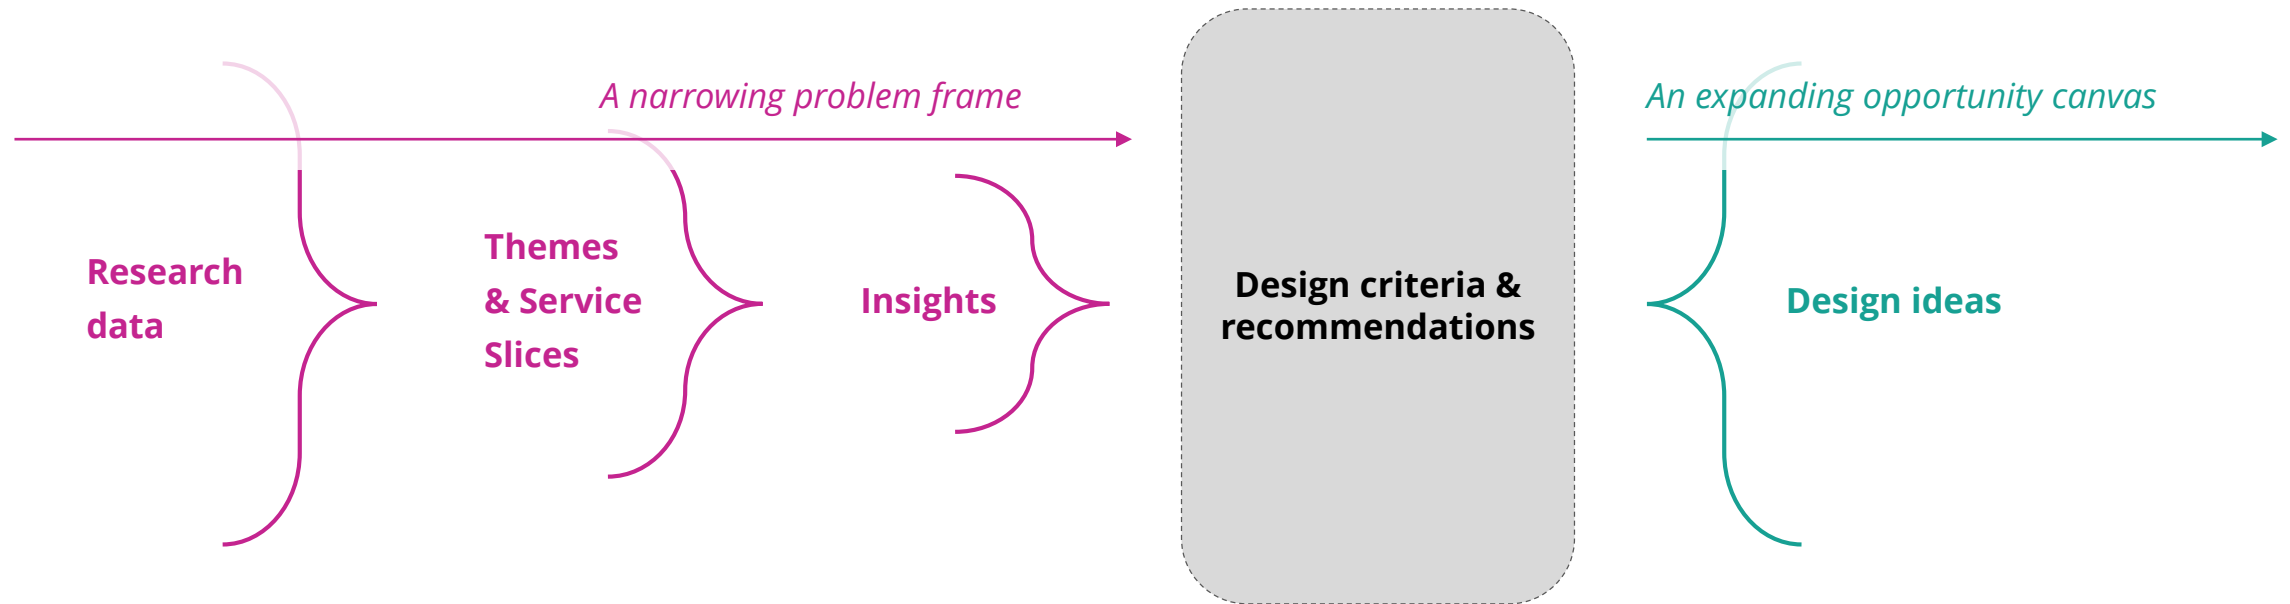 A narrowing problem frame
An expanding opportunity canvas
Research
data
Themes
& Service
Slices
Insights
Design criteria &
recommendations
Design ideas